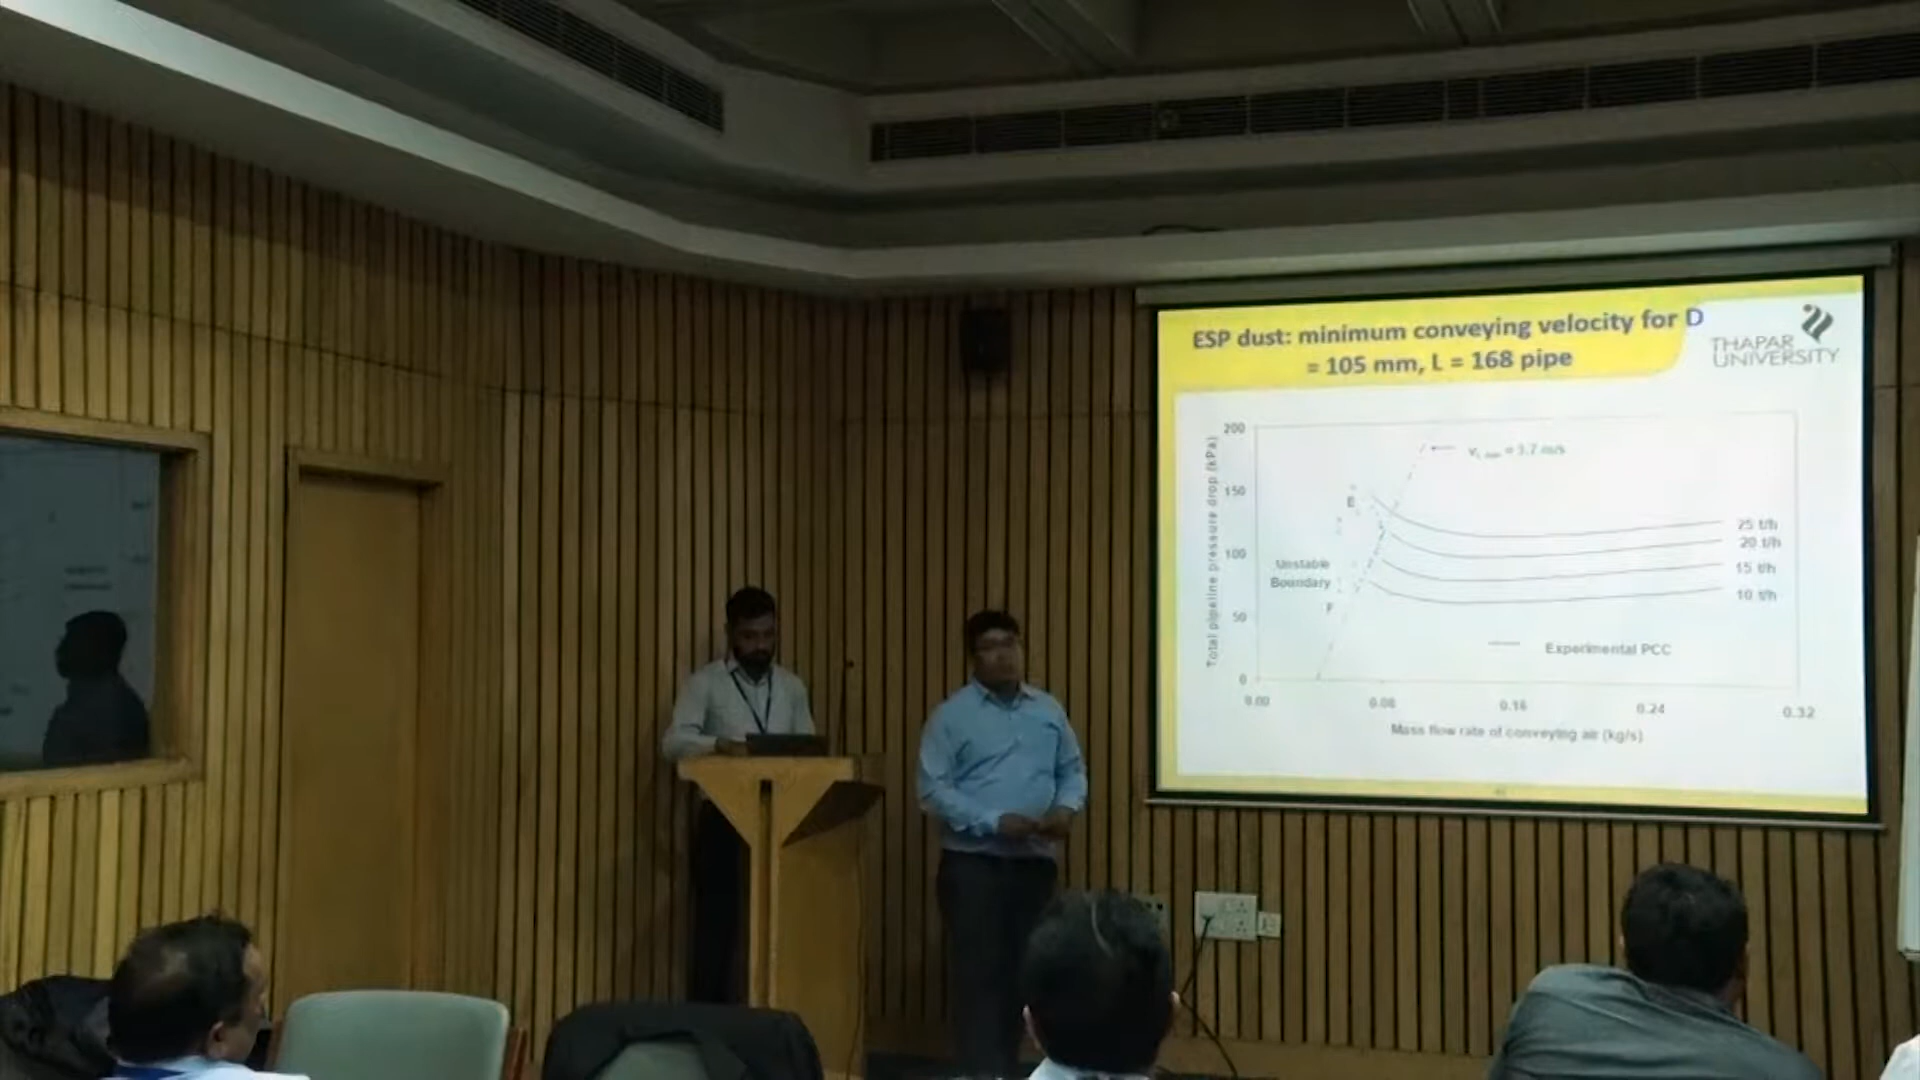 ESP dust: minimum conveying velocity for D
= 105 mm, L = 168 pipe
THAPAR
UNIVERSITY
Total pipeline pressure drop (kPa)
200
150
100
50
0
= 3.7 m/s
E
Unstable
Boundary
F
25 t/h
20 t/h
15 t/h
10 t/h
Experimental PCC
0.00
0.08
0.16
0.24
0.32
Mass flow rate of conveying air (kg/s)